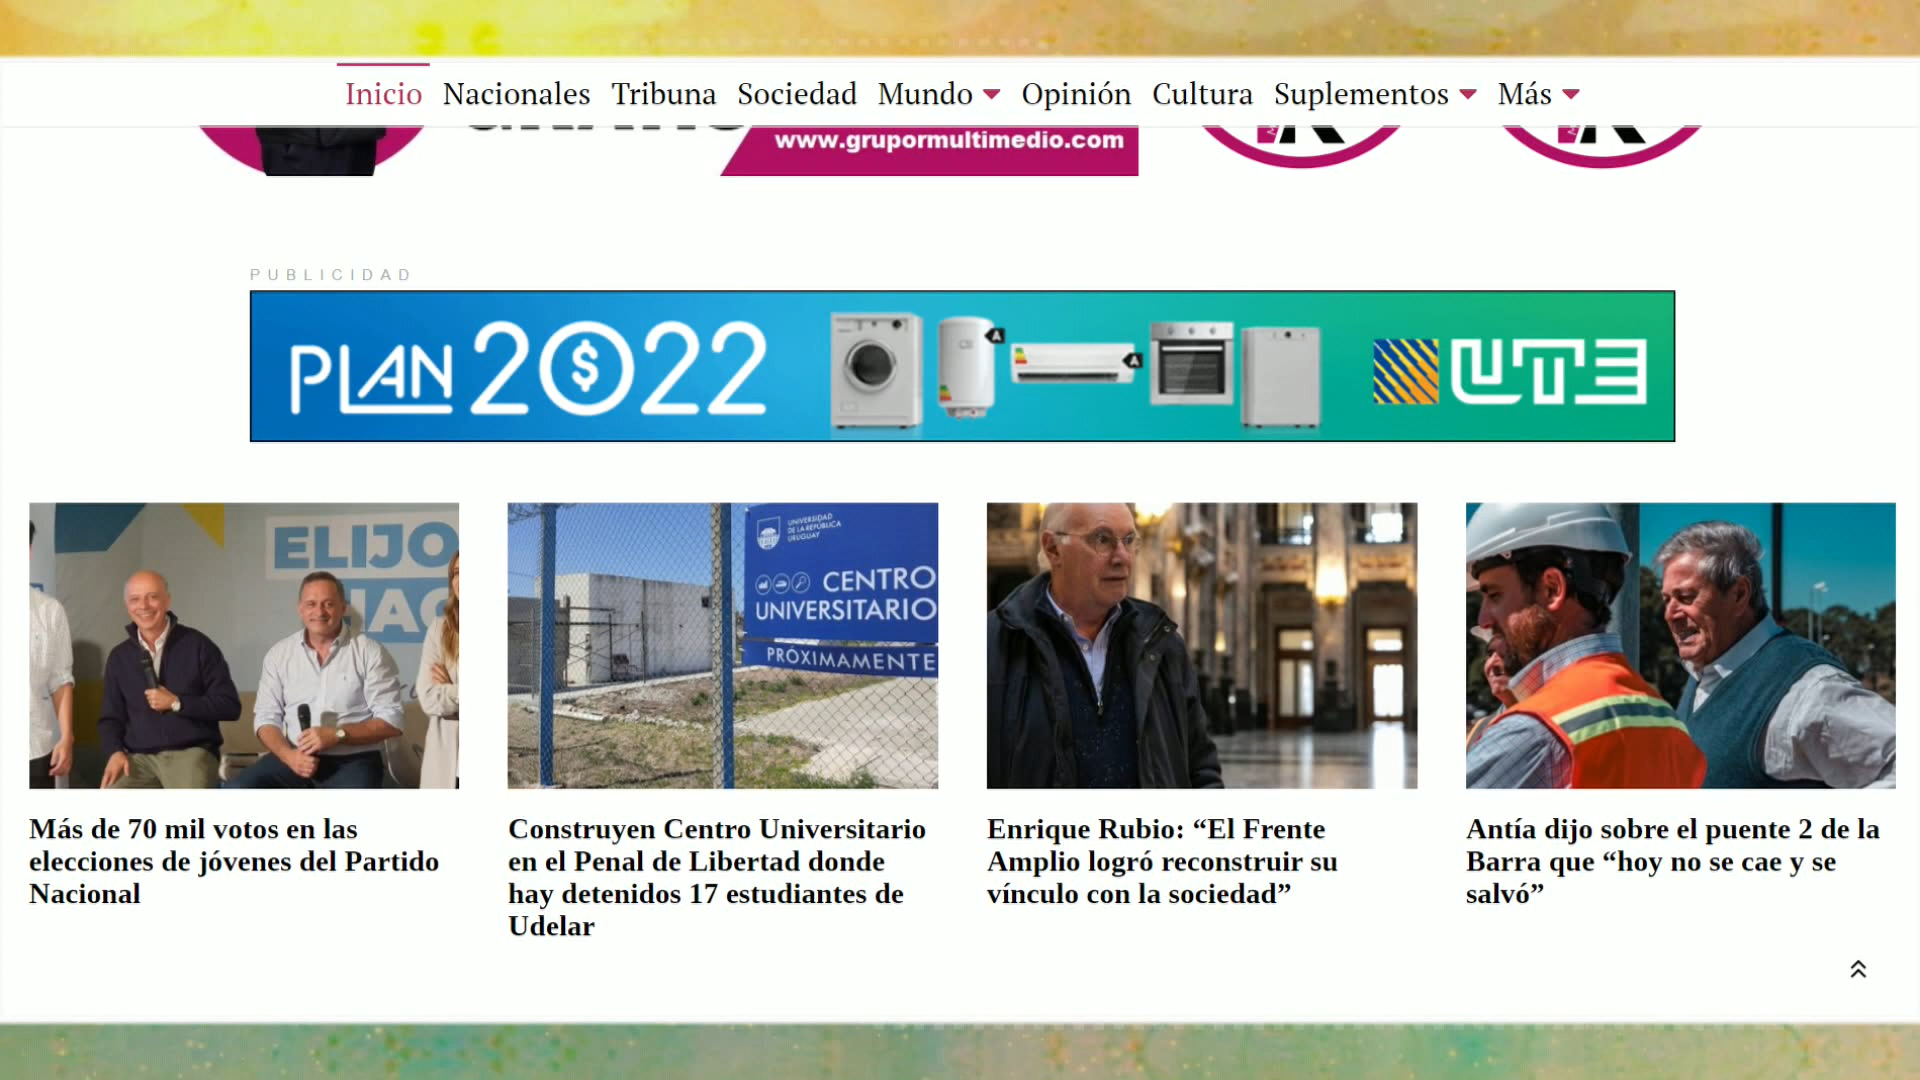 Inicio Nacionales Tribuna Sociedad Mundo Opinión Cultura Suplementos Más
www.grupormultimedio.com
PUBLICIDAD
PLAN 2022 UTE
ELIJO
NAC
UNIVERSIDAD
DE LA REPÚBLICA
URUGUAY
CENTRO
UNIVERSITARIO
PRÓXIMAMENTE
Más de 70 mil votos en las
elecciones de jóvenes del Partido
Nacional
Construyen Centro Universitario
en el Penal de Libertad donde
hay detenidos 17 estudiantes de
Udelar
Enrique Rubio: “El Frente
Amplio logró reconstruir su
vínculo con la sociedad”
Antía dijo sobre el puente 2 de la
Barra que “hoy no se cae y se
salvó”